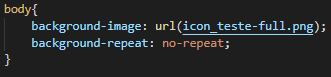 body{
    background-image: url(icon_teste-full.png);
    background-repeat: no-repeat;
}